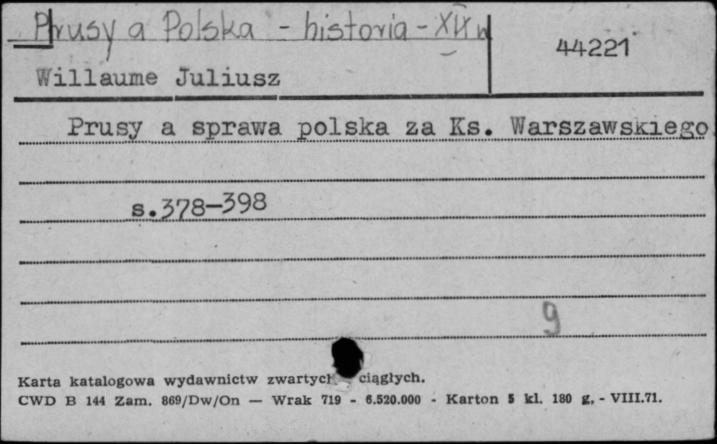 Prusy a Polska - historia - XIX w
44221
Willaume Juliusz
Prusy a sprawa polska za Ks. Warszawskiego
s.378-398
9
Karta katalogowa wydawnictw zwartych ciągłych.
CWD B 144 Zam. 869/Dw/On — Wrak 719 - 6.520.000 - Karton 5 kl. 180 g, - VIII.71.